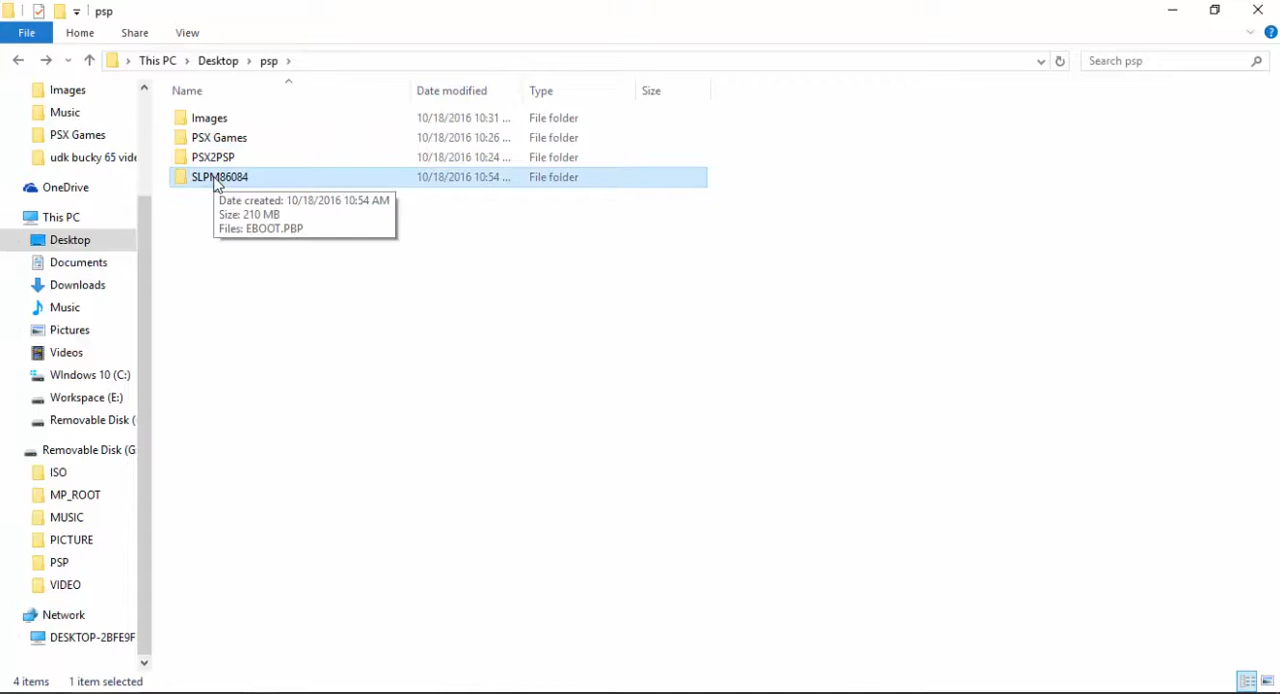 psp
File Home Share View
This PC Desktop psp
Search psp
Images
Music
PSX Games
udk bucky 65 vide
OneDrive
This PC
Desktop
Documents
Downloads
Music
Pictures
Videos
WIndows 10 (C:)
Workspace (E:)
Removable Disk (
Removable Disk (G
ISO
MP_ROOT
MUSIC
PICTURE
PSP
VIDEO
Network
DESKTOP-2BFE9F
Name Date modified Type Size
Images 10/18/2016 10:31 ... File folder
PSX Games 10/18/2016 10:26 ... File folder
PSX2PSP 10/18/2016 10:24 ... File folder
SLPM86084 10/18/2016 10:54 ... File folder
Date created: 10/18/2016 10:54 AM
Size: 210 MB
Files: EBOOT.PBP
4 items 1 item selected